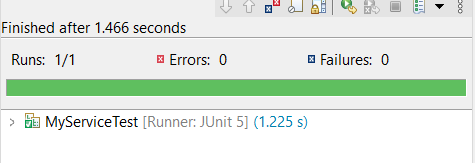 Finished after 1.466 seconds
Runs: 1/1 Errors: 0 Failures: 0
MyServiceTest [Runner: JUnit 5] (1.225 s)